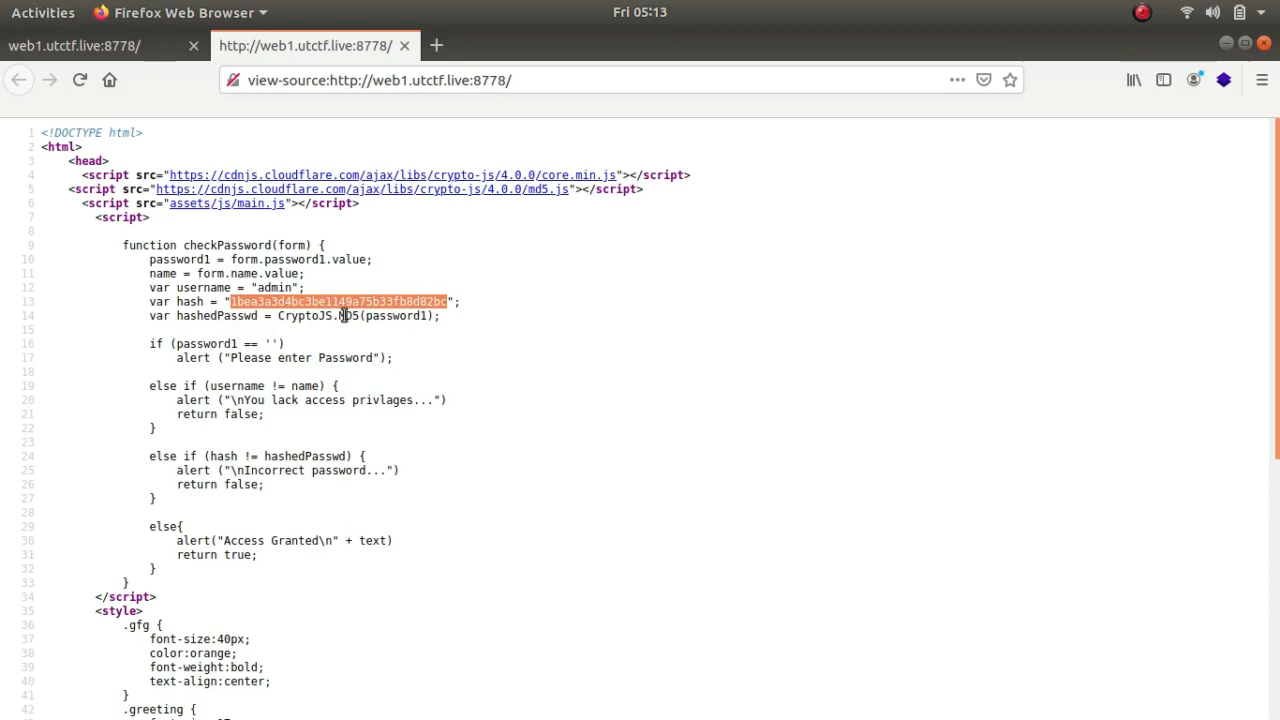 Activities Firefox Web Browser Fri 05:13
web1.utctf.live:8778/ http://web1.utctf.live:8778/
view-source:http://web1.utctf.live:8778/
1 <!DOCTYPE html>
2 <html>
3 <head>
4 <script src="https://cdnjs.cloudflare.com/ajax/libs/crypto-js/4.0.0/core.min.js"></script>
5 <script src="https://cdnjs.cloudflare.com/ajax/libs/crypto-js/4.0.0/md5.js"></script>
6 <script src="assets/js/main.js"></script>
7 <script>
8
9 function checkPassword(form) {
10 password1 = form.password1.value;
11 name = form.name.value;
12 var username = "admin";
13 var hash = "1bea3a3d4bc3be1149a75b33fb8d82bc";
14 var hashedPasswd = CryptoJS.MD5(password1);
15
16 if (password1 == '')
17 alert ("Please enter Password");
18
19 else if (username != name) {
20 alert ("\nYou lack access privlages...")
21 return false;
22 }
23
24 else if (hash != hashedPasswd) {
25 alert ("\nIncorrect password...")
26 return false;
27 }
28
29 else{
30 alert("Access Granted\n" + text)
31 return true;
32 }
33 }
34 </script>
35 <style>
36 .gfg {
37 font-size:40px;
38 color:orange;
39 font-weight:bold;
40 text-align:center;
41 }
42 .greeting {